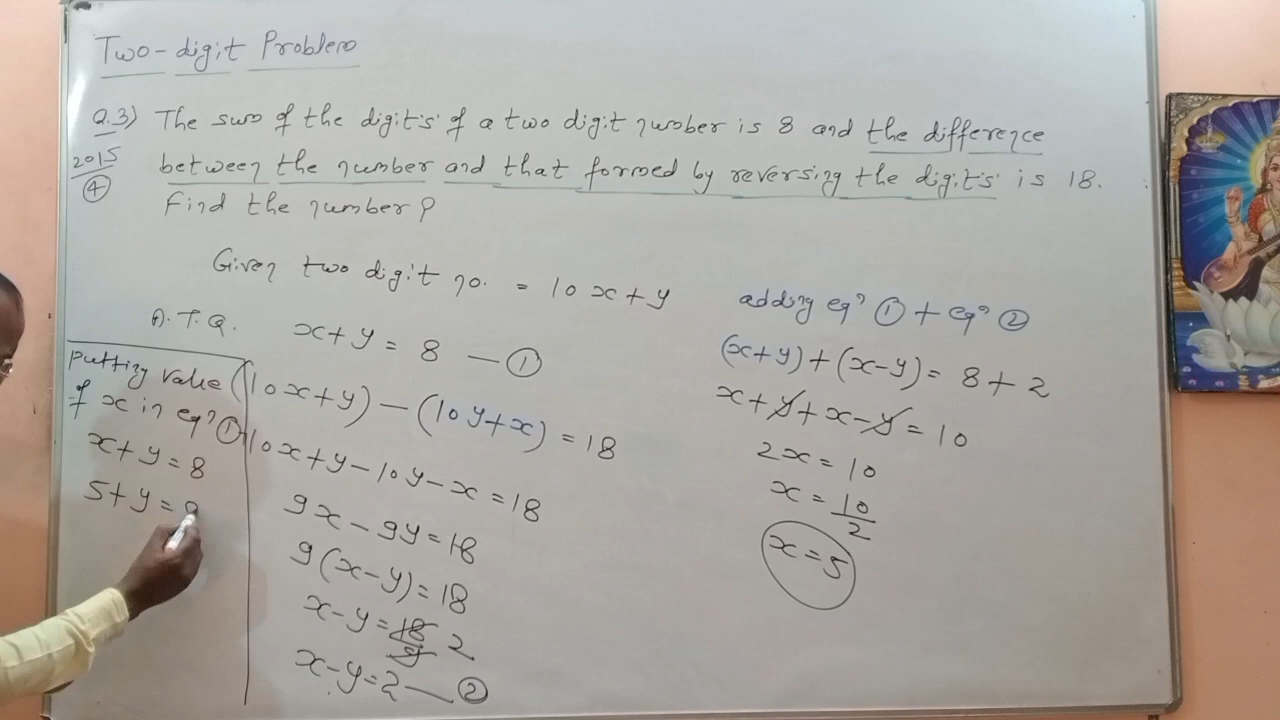 Two-digit Problem
Q.3) The sum of the digit's of a two digit number is 8 and the difference
2015 between the number and that formed by reversing the digit's is 18.
④ Find the number?
Given two digit no. = 10x+y
A.T.Q. x+y = 8 — ①
(10x+y) - (10y+x) = 18
10x+y-10y-x = 18
9x-9y = 18
9(x-y) = 18
x-y = 18/9 2
x-y = 2 — ②
Putting value
of x in eqn ①
x+y = 8
5+y = 8
adding eqn ① + eqn ②
(x+y)+(x-y) = 8+2
x+y+x-y = 10
2x = 10
x = 10/2
x = 5